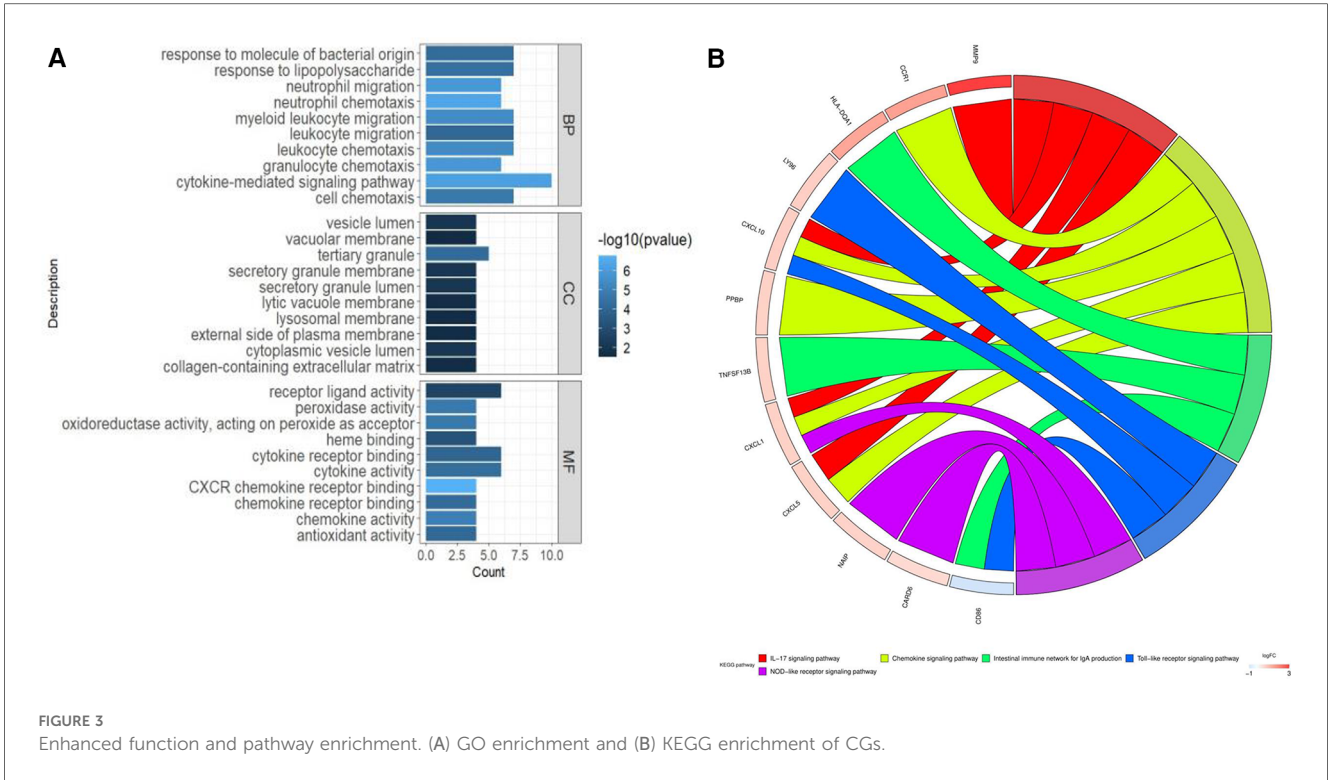 A
Description
response to molecule of bacterial origin
response to lipopolysaccharide
neutrophil migration
neutrophil chemotaxis
myeloid leukocyte migration
leukocyte migration
leukocyte chemotaxis
granulocyte chemotaxis
cytokine-mediated signaling pathway
cell chemotaxis
BP
vesicle lumen
vacuolar membrane
tertiary granule
secretory granule membrane
secretory granule lumen
lytic vacuole membrane
lysosomal membrane
external side of plasma membrane
cytoplasmic vesicle lumen
collagen-containing extracellular matrix
CC
receptor ligand activity
peroxidase activity
oxidoreductase activity, acting on peroxide as acceptor
heme binding
cytokine receptor binding
cytokine activity
CXCR chemokine receptor binding
chemokine receptor binding
chemokine activity
antioxidant activity
MF
0.0 2.5 5.0 7.5 10.0
Count
-log10(pvalue)
6
5
4
3
2
B
MMP9
CCR1
HLA-DQA1
LY96
CXCL10
PPBP
TNFSF13B
CXCL1
CXCL5
NAIP
CARD6
CD86
KEGG pathway
IL-17 signaling pathway Chemokine signaling pathway Intestinal immune network for IgA production Toll-like receptor signaling pathway
NOD-like receptor signaling pathway
logFC
-1 3
FIGURE 3
Enhanced function and pathway enrichment. (A) GO enrichment and (B) KEGG enrichment of CGs.